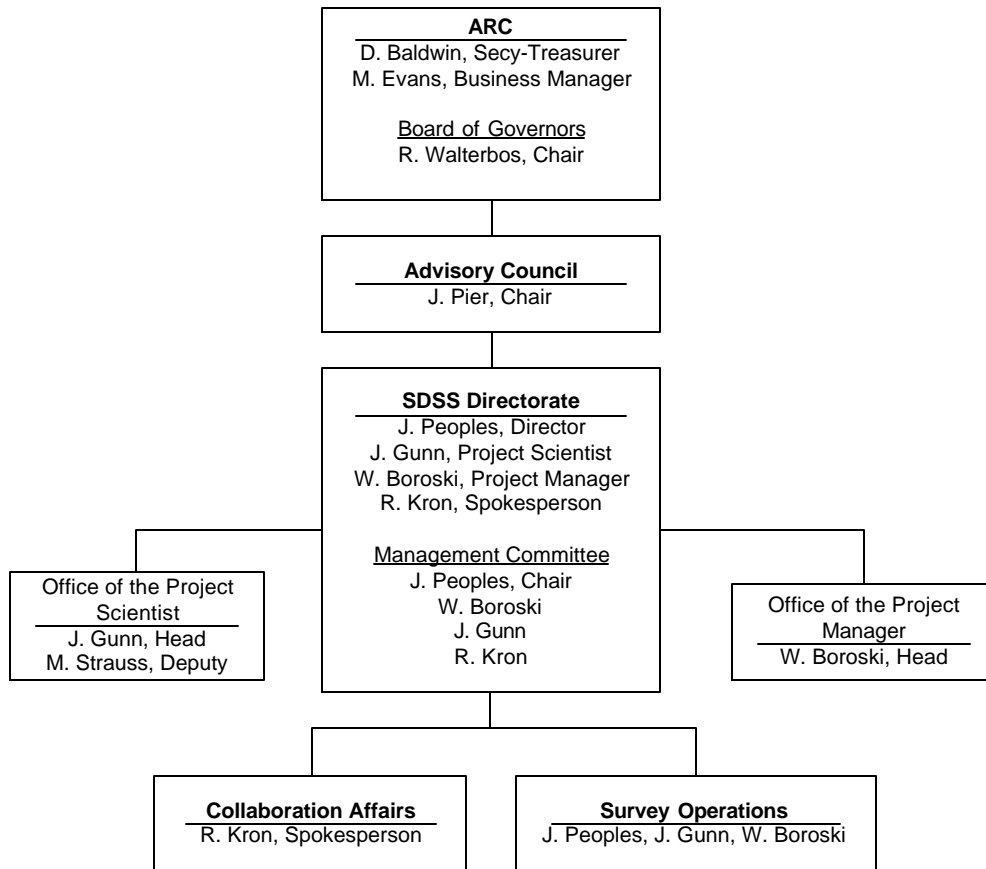 ARC
D. Baldwin, Secy-Treasurer
M. Evans, Business Manager
Board of Governors
R. Walterbos, Chair
Advisory Council
J. Pier, Chair
SDSS Directorate
J. Peoples, Director
J. Gunn, Project Scientist
W. Boroski, Project Manager
R. Kron, Spokesperson
Management Committee
J. Peoples, Chair
W. Boroski
J. Gunn
R. Kron
Office of the Project
Scientist
J. Gunn, Head
M. Strauss, Deputy
Office of the Project
Manager
W. Boroski, Head
Collaboration Affairs
R. Kron, Spokesperson
Survey Operations
J. Peoples, J. Gunn, W. Boroski